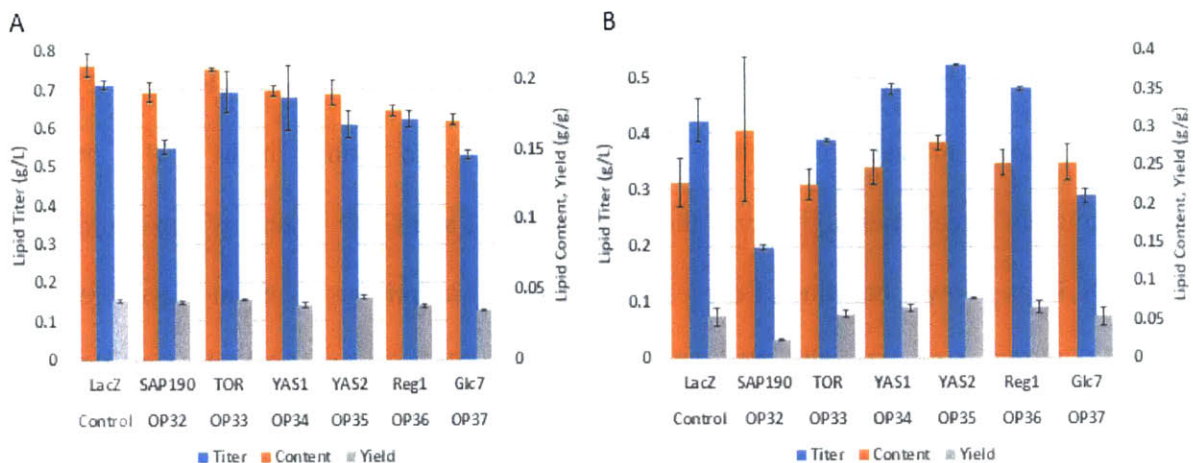 A
Lipid Titer (g/L)
0.8
0.7
0.6
0.5
0.4
0.3
0.2
0.1
0
0.2
0.15
0.1
0.05
0
Lipid Content, Yield (g/g)
LacZ SAP190 TOR YAS1 YAS2 Reg1 Glc7
Control OP32 OP33 OP34 OP35 OP36 OP37
Titer Content Yield
B
Lipid Titer (g/L)
0.5
0.4
0.3
0.2
0.1
0
0.4
0.35
0.3
0.25
0.2
0.15
0.1
0.05
0
Lipid Content, Yield (g/g)
LacZ SAP190 TOR YAS1 YAS2 Reg1 Glc7
Control OP32 OP33 OP34 OP35 OP36 OP37
Titer Content Yield